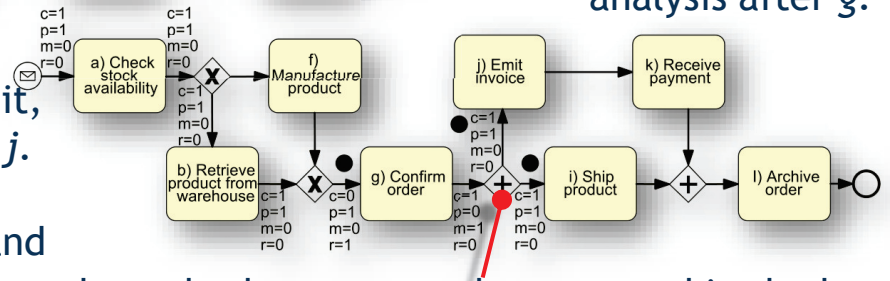 analysis after g.
c=1
p=1
m=0
r=0
a) Check
stock
availability
c=1
p=1
m=0
r=0
X
f)
Manufacture
product
j) Emit
invoice
k) Receive
payment
it,
j.
c=1
p=1
m=0
r=0
b) Retrieve
product from
warehouse
c=1
p=1
m=0
r=0
X
c=0
p=1
m=0
r=1
g) Confirm
order
c=1
p=0
m=1
r=0
c=1
p=1
m=0
r=0
+
c=1
p=1
m=0
r=0
i) Ship
product
+
l) Archive
order
and